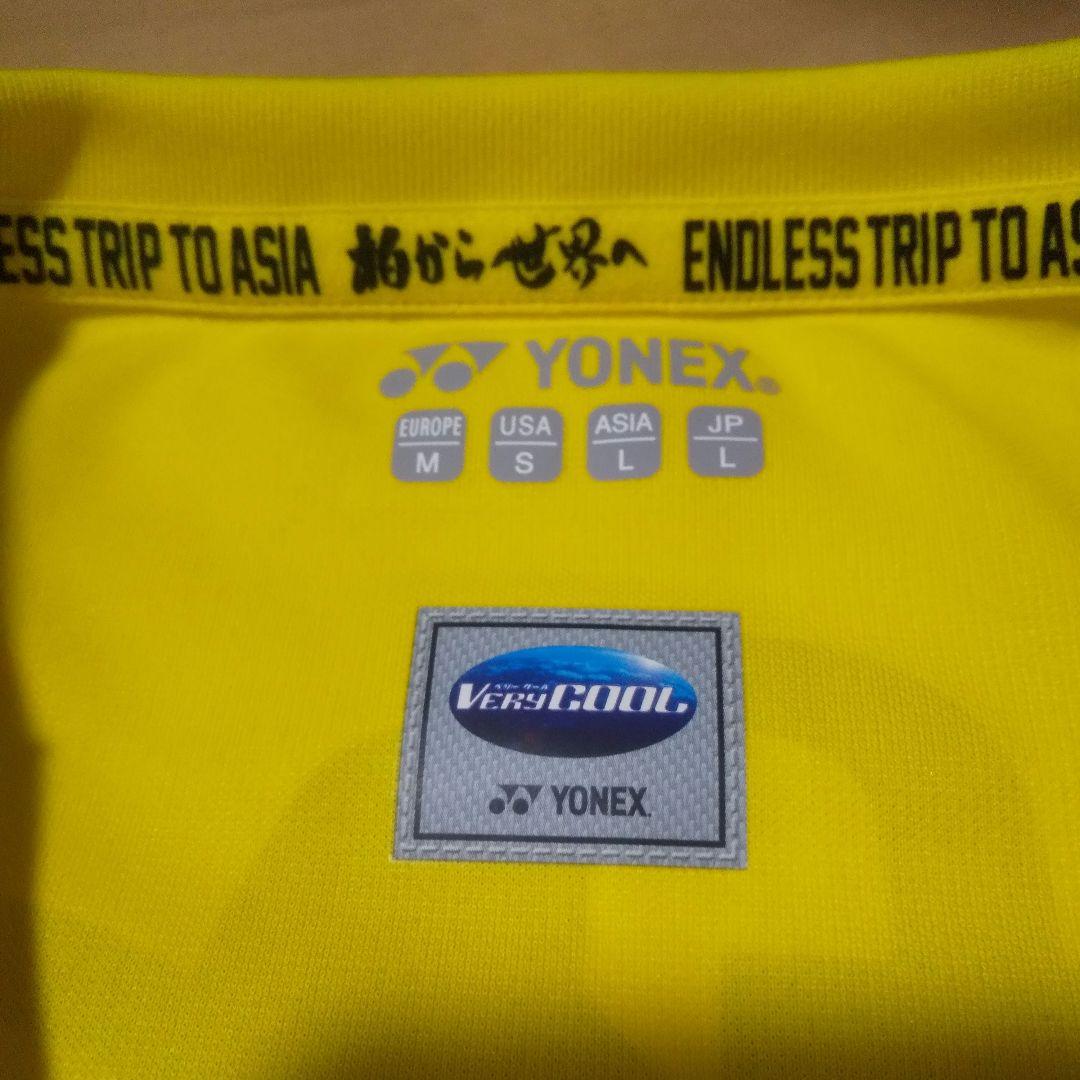 ESS TRIP TO ASIA 柏から世界へ ENDLESS TRIP TO AS
YONEX®
EUROPE M USA S ASIA L JP L
ベリー クール
VERYCOOL
YONEX.